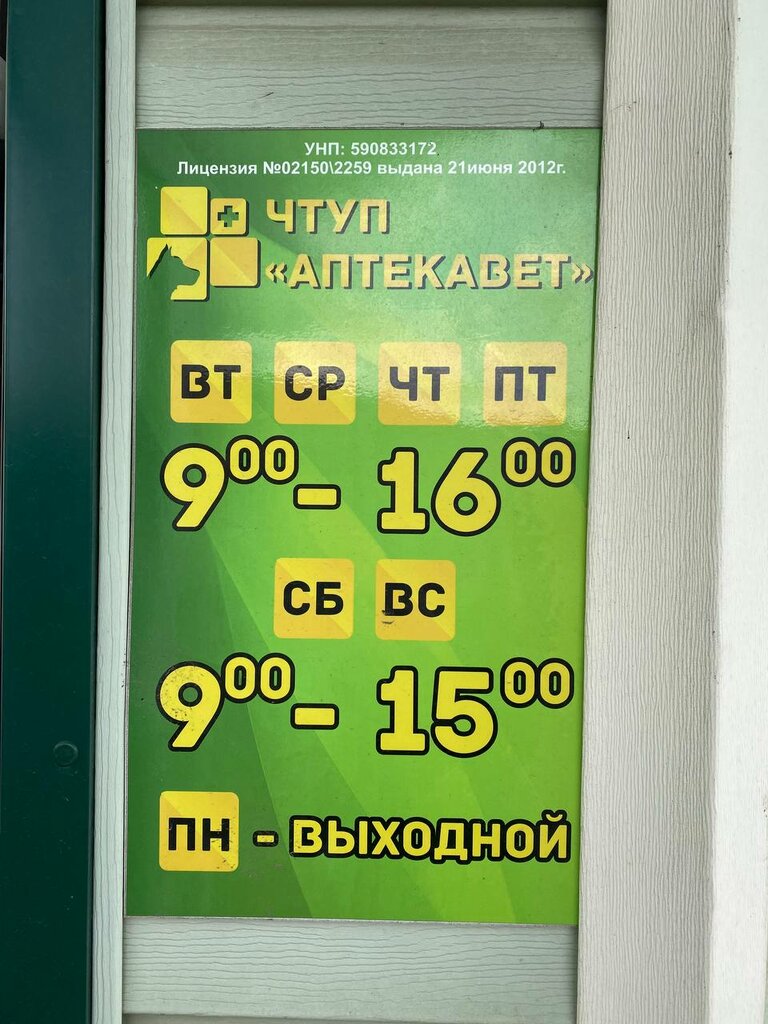 УНП: 590833172
Лицензия №02150\2259 выдана 21июня 2012г.
ЧТУП
«АПТЕКАВЕТ»
ВТ СР ЧТ ПТ
9⁰⁰- 16⁰⁰
СБ ВС
9⁰⁰- 15⁰⁰
ПН - ВЫХОДНОЙ